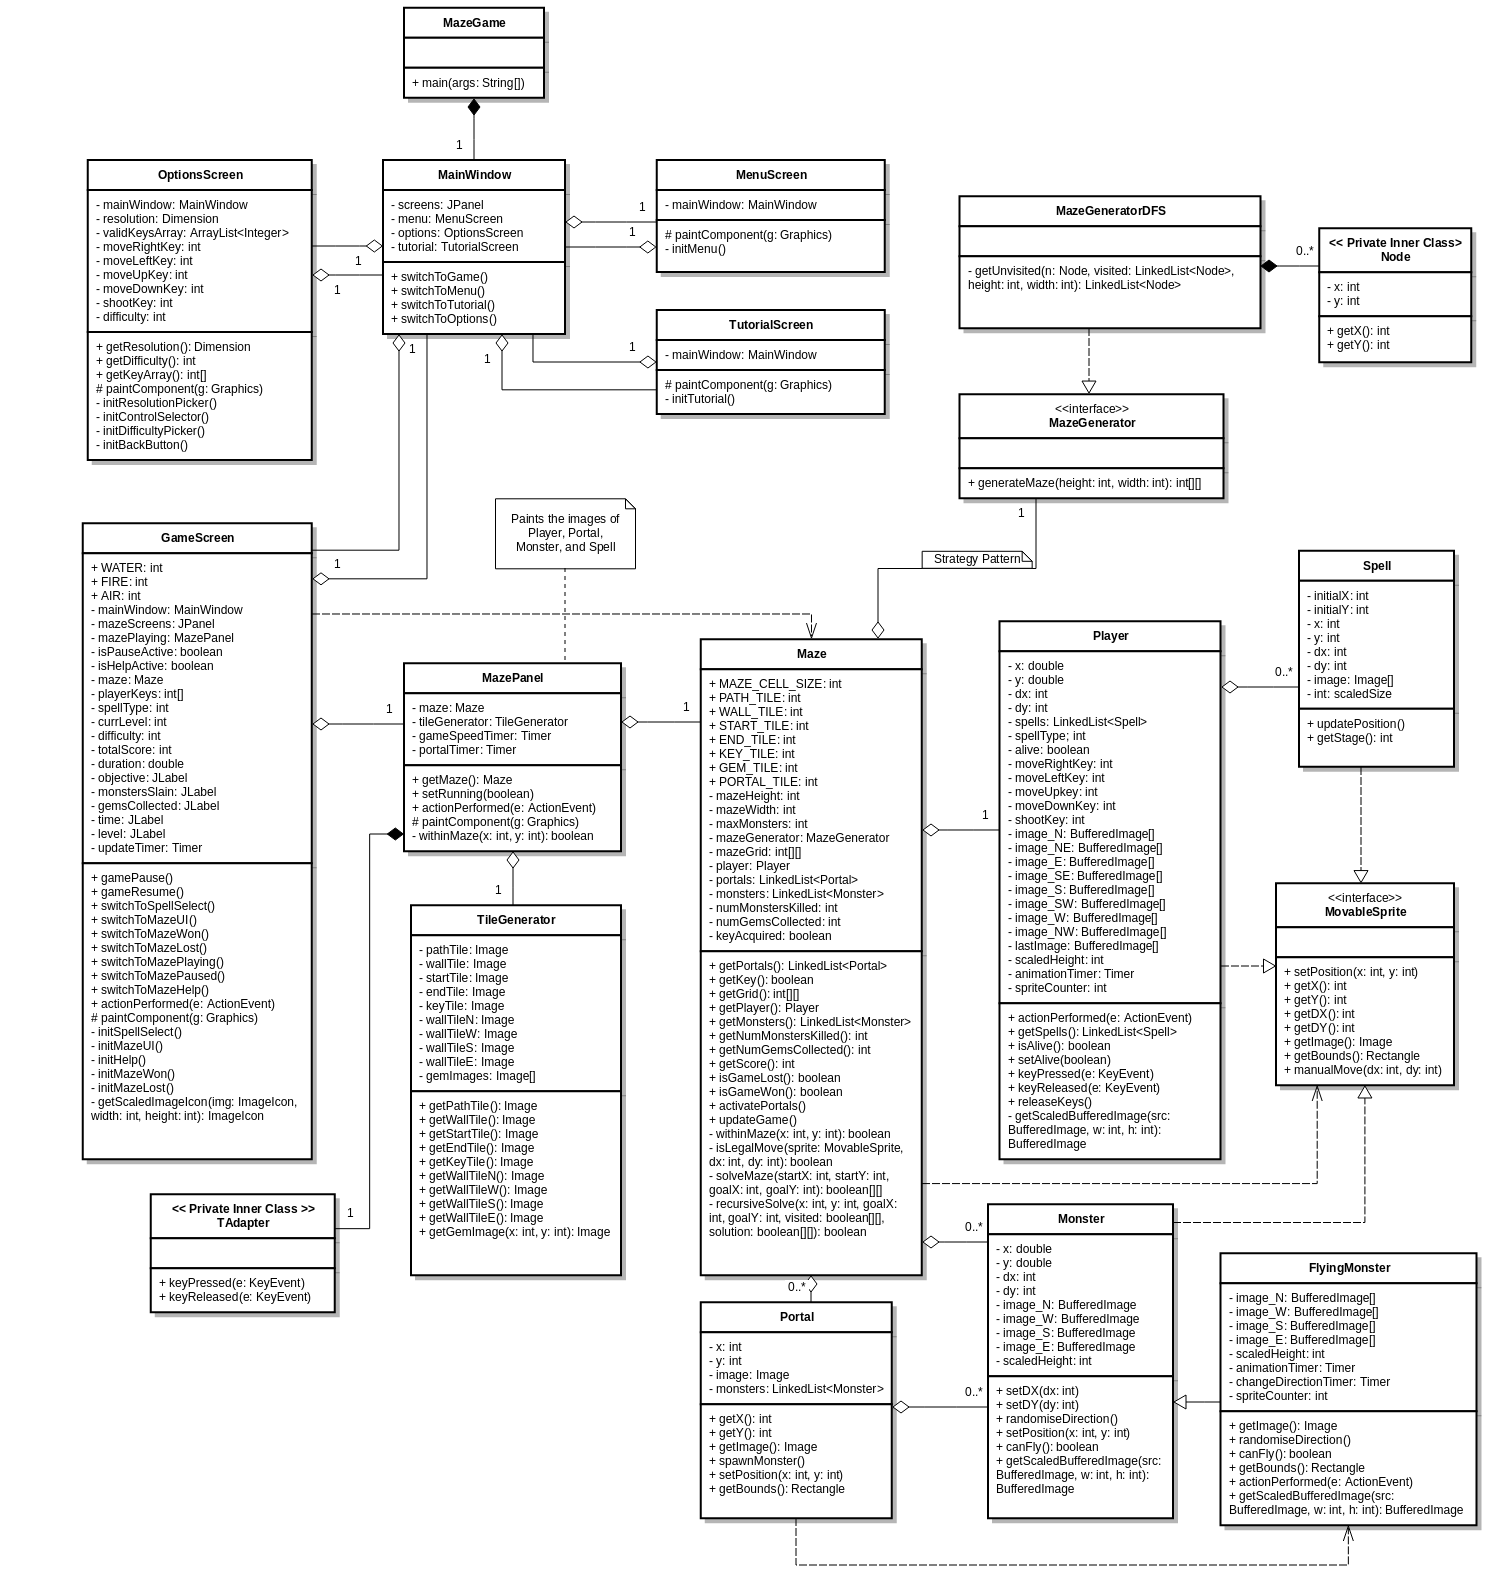 MazeGame
+ main(args: String[])
1
OptionsScreen
- mainWindow: MainWindow
- resolution: Dimension
- validKeysArray: ArrayList<Integer>
- moveRightKey: int
- moveLeftKey: int
- moveUpKey: int
- moveDownKey: int
- shootKey: int
- difficulty: int
+ getResolution(): Dimension
+ getDifficulty(): int
+ getKeyArray(): int[]
# paintComponent(g: Graphics)
- initResolutionPicker()
- initControlSelector()
- initDifficultyPicker()
- initBackButton()
1
1
MainWindow
- screens: JPanel
- menu: MenuScreen
- options: OptionsScreen
- tutorial: TutorialScreen
+ switchToGame()
+ switchToMenu()
+ switchToTutorial()
+ switchToOptions()
1
1
1
1
1
MenuScreen
- mainWindow: MainWindow
# paintComponent(g: Graphics)
- initMenu()
TutorialScreen
- mainWindow: MainWindow
# paintComponent(g: Graphics)
- initTutorial()
MazeGeneratorDFS
- getUnvisited(n: Node, visited: LinkedList<Node>,
height: int, width: int): LinkedList<Node>
0..*
<< Private Inner Class>
Node
- x: int
- y: int
+ getX(): int
+ getY(): int
<<interface>>
MazeGenerator
+ generateMaze(height: int, width: int): int[][]
1
Strategy Pattern
Paints the images of
Player, Portal,
Monster, and Spell
GameScreen
+ WATER: int
+ FIRE: int
+ AIR: int
- mainWindow: MainWindow
- mazeScreens: JPanel
- mazePlaying: MazePanel
- isPauseActive: boolean
- isHelpActive: boolean
- maze: Maze
- playerKeys: int[]
- spellType: int
- currLevel: int
- difficulty: int
- totalScore: int
- duration: double
- objective: JLabel
- monstersSlain: JLabel
- gemsCollected: JLabel
- time: JLabel
- level: JLabel
- updateTimer: Timer
+ gamePause()
+ gameResume()
+ switchToSpellSelect()
+ switchToMazeUI()
+ switchToMazeWon()
+ switchToMazeLost()
+ switchToMazePlaying()
+ switchToMazePaused()
+ switchToMazeHelp()
+ actionPerformed(e: ActionEvent)
# paintComponent(g: Graphics)
- initSpellSelect()
- initMazeUI()
- initHelp()
- initMazeWon()
- initMazeLost()
- getScaledImageIcon(img: ImageIcon,
width: int, height: int): ImageIcon
1
1
MazePanel
- maze: Maze
- tileGenerator: TileGenerator
- gameSpeedTimer: Timer
- portalTimer: Timer
+ getMaze(): Maze
+ setRunning(boolean)
+ actionPerformed(e: ActionEvent)
# paintComponent(g: Graphics)
- withinMaze(x: int, y: int): boolean
1
1
TileGenerator
- pathTile: Image
- wallTile: Image
- startTile: Image
- endTile: Image
- keyTile: Image
- wallTileN: Image
- wallTileW: Image
- wallTileS: Image
- wallTileE: Image
- gemImages: Image[]
+ getPathTile(): Image
+ getWallTile(): Image
+ getStartTile(): Image
+ getEndTile(): Image
+ getKeyTile(): Image
+ getWallTileN(): Image
+ getWallTileW(): Image
+ getWallTileS(): Image
+ getWallTileE(): Image
+ getGemImage(x: int, y: int): Image
<< Private Inner Class >>
TAdapter
+ keyPressed(e: KeyEvent)
+ keyReleased(e: KeyEvent)
1
Maze
+ MAZE_CELL_SIZE: int
+ PATH_TILE: int
+ WALL_TILE: int
+ START_TILE: int
+ END_TILE: int
+ KEY_TILE: int
+ GEM_TILE: int
+ PORTAL_TILE: int
- mazeHeight: int
- mazeWidth: int
- maxMonsters: int
- mazeGenerator: MazeGenerator
- mazeGrid: int[][]
- player: Player
- portals: LinkedList<Portal>
- monsters: LinkedList<Monster>
- numMonstersKilled: int
- numGemsCollected: int
- keyAcquired: boolean
+ getPortals(): LinkedList<Portal>
+ getKey(): boolean
+ getGrid(): int[][]
+ getPlayer(): Player
+ getMonsters(): LinkedList<Monster>
+ getNumMonstersKilled(): int
+ getNumGemsCollected(): int
+ getScore(): int
+ isGameLost(): boolean
+ isGameWon(): boolean
+ activatePortals()
+ updateGame()
- withinMaze(x: int, y: int): boolean
- isLegalMove(sprite: MovableSprite,
dx: int, dy: int): boolean
- solveMaze(startX: int, startY: int,
goalX: int, goalY: int): boolean[][]
- recursiveSolve(x: int, y: int, goalX:
int, goalY: int, visited: boolean[][],
solution: boolean[][]): boolean
1
0..*
0..*
Player
- x: double
- y: double
- dx: int
- dy: int
- spells: LinkedList<Spell>
- spellType; int
- alive: boolean
- moveRightKey: int
- moveLeftKey: int
- moveUpkey: int
- moveDownKey: int
- shootKey: int
- image_N: BufferedImage[]
- image_NE: BufferedImage[]
- image_E: BufferedImage[]
- image_SE: BufferedImage[]
- image_S: BufferedImage[]
- image_SW: BufferedImage[]
- image_W: BufferedImage[]
- image_NW: BufferedImage[]
- lastImage: BufferedImage[]
- scaledHeight: int
- animationTimer: Timer
- spriteCounter: int
+ actionPerformed(e: ActionEvent)
+ getSpells(): LinkedList<Spell>
+ isAlive(): boolean
+ setAlive(boolean)
+ keyPressed(e: KeyEvent)
+ keyReleased(e: KeyEvent)
+ releaseKeys()
- getScaledBufferedImage(src:
BufferedImage, w: int, h: int):
BufferedImage
0..*
Spell
- initialX: int
- initialY: int
- x: int
- y: int
- dx: int
- dy: int
- image: Image[]
- int: scaledSize
+ updatePosition()
+ getStage(): int
<<interface>>
MovableSprite
+ setPosition(x: int, y: int)
+ getX(): int
+ getY(): int
+ getDX(): int
+ getDY(): int
+ getImage(): Image
+ getBounds(): Rectangle
+ manualMove(dx: int, dy: int)
Portal
- x: int
- y: int
- image: Image
- monsters: LinkedList<Monster>
+ getX(): int
+ getY(): int
+ getImage(): Image
+ spawnMonster()
+ setPosition(x: int, y: int)
+ getBounds(): Rectangle
0..*
Monster
- x: double
- y: double
- dx: int
- dy: int
- image_N: BufferedImage
- image_W: BufferedImage
- image_S: BufferedImage
- image_E: BufferedImage
- scaledHeight: int
+ setDX(dx: int)
+ setDY(dy: int)
+ randomiseDirection()
+ setPosition(x: int, y: int)
+ canFly(): boolean
+ getScaledBufferedImage(src:
BufferedImage, w: int, h: int):
BufferedImage
FlyingMonster
- image_N: BufferedImage[]
- image_W: BufferedImage[]
- image_S: BufferedImage[]
- image_E: BufferedImage[]
- scaledHeight: int
- animationTimer: Timer
- changeDirectionTimer: Timer
- spriteCounter: int
+ getImage(): Image
+ randomiseDirection()
+ canFly(): boolean
+ getBounds(): Rectangle
+ actionPerformed(e: ActionEvent)
+ getScaledBufferedImage(src:
BufferedImage, w: int, h: int): BufferedImage